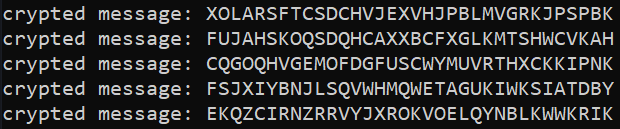 crypted message: XOLARSFTCSDCHVJEXVHJPBLMVGRKJPSPBK
crypted message: FUJAHSKOQSDQHCAXXBCFXGLKMTSHWCVKAH
crypted message: CQGOQHVGEMOFDGFUSCWYMUVRTHXCKKIPNK
crypted message: FSJXIYBNJLSQVWHMQWETAGUKIWKSIATDBY
crypted message: EKQZCIRNZRRVYJXROKVOELQYNBLKWWKRIK